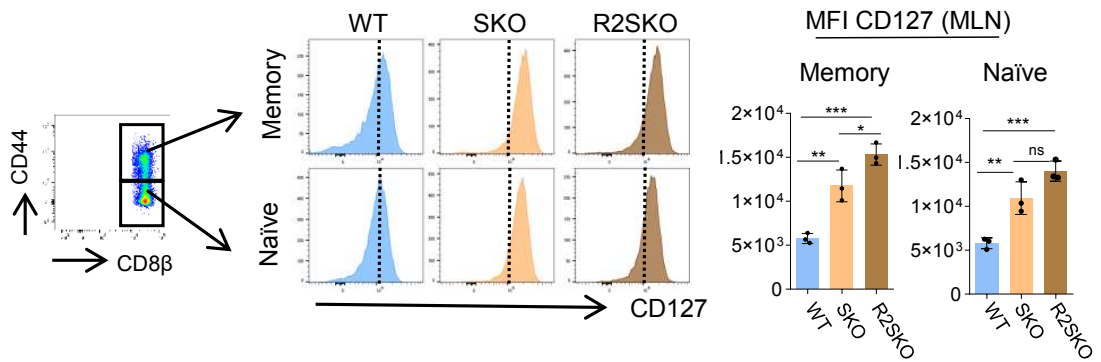 WT
SKO
R2SKO
MFI CD127 (MLN)
Memory
Naïve
Memory
Naïve
CD44
CD8β
CD127
2×10⁴
1.5×10⁴
1×10⁴
5×10³
0
***
*
**
WT
SKO
R2SKO
2×10⁴
1.5×10⁴
1×10⁴
5×10³
0
***
ns
**
WT
SKO
R2SKO